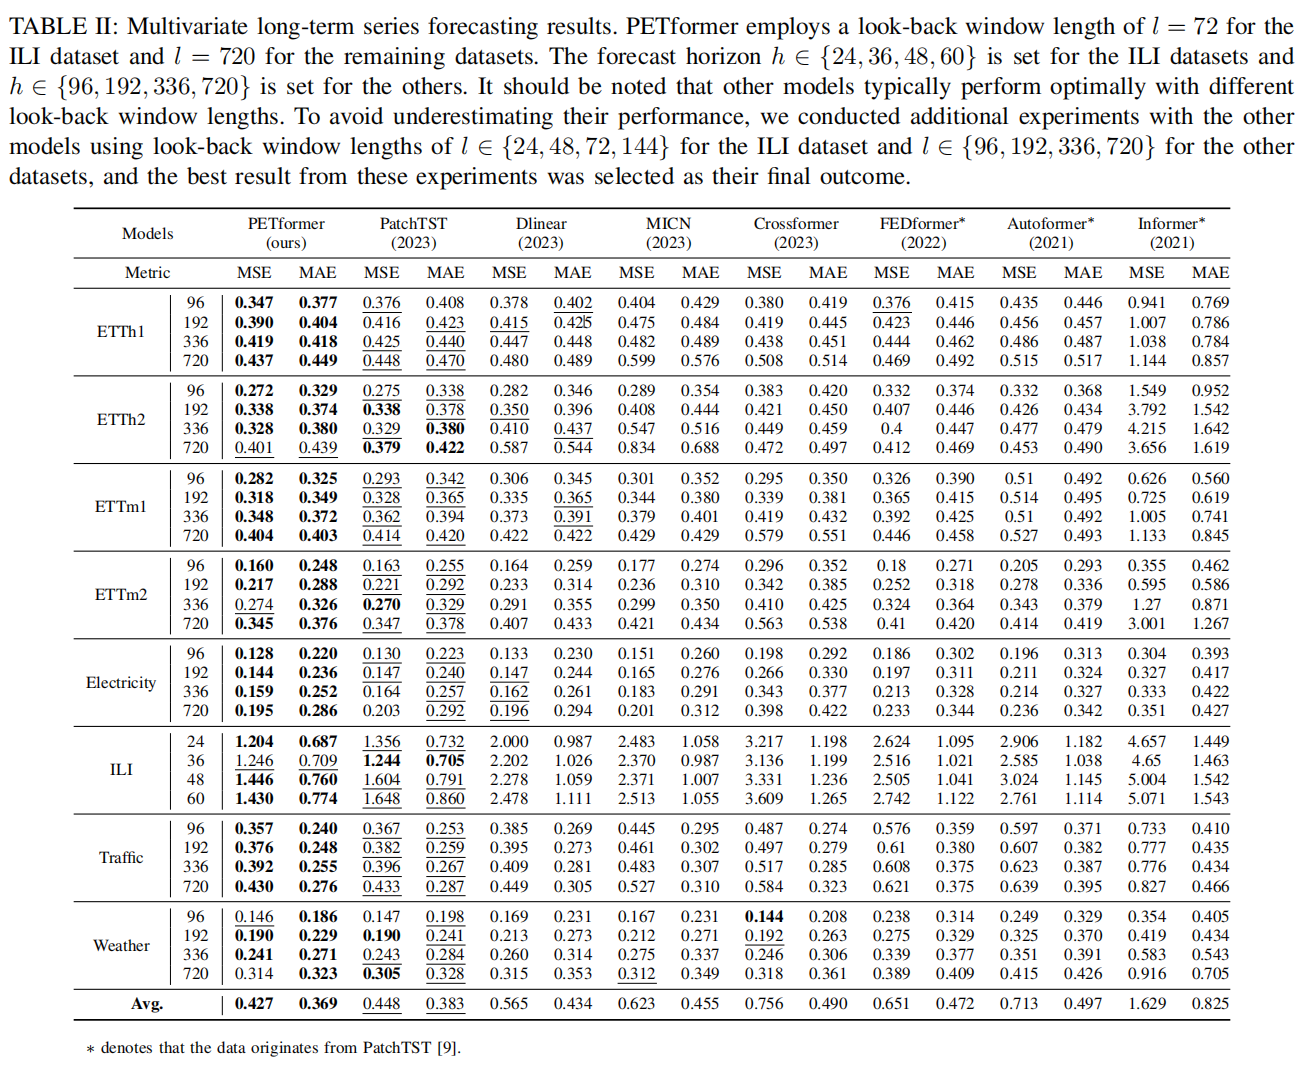 TABLE II: Multivariate long-term series forecasting results. PETformer employs a look-back window length of l = 72 for the
ILI dataset and l = 720 for the remaining datasets. The forecast horizon h ∈ {24, 36, 48, 60} is set for the ILI datasets and
h ∈ {96, 192, 336, 720} is set for the others. It should be noted that other models typically perform optimally with different
look-back window lengths. To avoid underestimating their performance, we conducted additional experiments with the other
models using look-back window lengths of l ∈ {24, 48, 72, 144} for the ILI dataset and l ∈ {96, 192, 336, 720} for the other
datasets, and the best result from these experiments was selected as their final outcome.
Models PETformer PatchTST Dlinear MICN Crossformer FEDformer* Autoformer* Informer*
(ours) (2023) (2023) (2023) (2023) (2022) (2021) (2021)
Metric MSE MAE MSE MAE MSE MAE MSE MAE MSE MAE MSE MAE MSE MAE MSE MAE
ETTh1
96 0.347 0.377 0.376 0.408 0.378 0.402 0.404 0.429 0.380 0.419 0.376 0.415 0.435 0.446 0.941 0.769
192 0.390 0.404 0.416 0.423 0.415 0.425 0.475 0.484 0.419 0.445 0.423 0.446 0.456 0.457 1.007 0.786
336 0.419 0.418 0.425 0.440 0.447 0.448 0.482 0.489 0.438 0.451 0.444 0.462 0.486 0.487 1.038 0.784
720 0.437 0.449 0.448 0.470 0.480 0.489 0.599 0.576 0.508 0.514 0.469 0.492 0.515 0.517 1.144 0.857
ETTh2
96 0.272 0.329 0.275 0.338 0.282 0.346 0.289 0.354 0.383 0.420 0.332 0.374 0.332 0.368 1.549 0.952
192 0.338 0.374 0.338 0.378 0.350 0.396 0.408 0.444 0.421 0.450 0.407 0.446 0.426 0.434 3.792 1.542
336 0.328 0.380 0.329 0.380 0.410 0.437 0.547 0.516 0.449 0.459 0.4 0.447 0.477 0.479 4.215 1.642
720 0.401 0.439 0.379 0.422 0.587 0.544 0.834 0.688 0.472 0.497 0.412 0.469 0.453 0.490 3.656 1.619
ETTm1
96 0.282 0.325 0.293 0.342 0.306 0.345 0.301 0.352 0.295 0.350 0.326 0.390 0.51 0.492 0.626 0.560
192 0.318 0.349 0.328 0.365 0.335 0.365 0.344 0.380 0.339 0.381 0.365 0.415 0.514 0.495 0.725 0.619
336 0.348 0.372 0.362 0.394 0.373 0.391 0.379 0.401 0.419 0.432 0.392 0.425 0.51 0.492 1.005 0.741
720 0.404 0.403 0.414 0.420 0.422 0.422 0.429 0.429 0.579 0.551 0.446 0.458 0.527 0.493 1.133 0.845
ETTm2
96 0.160 0.248 0.163 0.255 0.164 0.259 0.177 0.274 0.296 0.352 0.18 0.271 0.205 0.293 0.355 0.462
192 0.217 0.288 0.221 0.292 0.233 0.314 0.236 0.310 0.342 0.385 0.252 0.318 0.278 0.336 0.595 0.586
336 0.274 0.326 0.270 0.329 0.291 0.355 0.299 0.350 0.410 0.425 0.324 0.364 0.343 0.379 1.27 0.871
720 0.345 0.376 0.347 0.378 0.407 0.433 0.421 0.434 0.563 0.538 0.41 0.420 0.414 0.419 3.001 1.267
Electricity
96 0.128 0.220 0.130 0.223 0.133 0.230 0.151 0.260 0.198 0.292 0.186 0.302 0.196 0.313 0.304 0.393
192 0.144 0.236 0.147 0.240 0.147 0.244 0.165 0.276 0.266 0.330 0.197 0.311 0.211 0.324 0.327 0.417
336 0.159 0.252 0.164 0.257 0.162 0.261 0.183 0.291 0.343 0.377 0.213 0.328 0.214 0.327 0.333 0.422
720 0.195 0.286 0.203 0.292 0.196 0.294 0.201 0.312 0.398 0.422 0.233 0.344 0.236 0.342 0.351 0.427
ILI
24 1.204 0.687 1.356 0.732 2.000 0.987 2.483 1.058 3.217 1.198 2.624 1.095 2.906 1.182 4.657 1.449
36 1.246 0.709 1.244 0.705 2.202 1.026 2.370 0.987 3.136 1.199 2.516 1.021 2.585 1.038 4.65 1.463
48 1.446 0.760 1.604 0.791 2.278 1.059 2.371 1.007 3.331 1.236 2.505 1.041 3.024 1.145 5.004 1.542
60 1.430 0.774 1.648 0.860 2.478 1.111 2.513 1.055 3.609 1.265 2.742 1.122 2.761 1.114 5.071 1.543
Traffic
96 0.357 0.240 0.367 0.253 0.385 0.269 0.445 0.295 0.487 0.274 0.576 0.359 0.597 0.371 0.733 0.410
192 0.376 0.248 0.382 0.259 0.395 0.273 0.461 0.302 0.497 0.279 0.61 0.380 0.607 0.382 0.777 0.435
336 0.392 0.255 0.396 0.267 0.409 0.281 0.483 0.307 0.517 0.285 0.608 0.375 0.623 0.387 0.776 0.434
720 0.430 0.276 0.433 0.287 0.449 0.305 0.527 0.310 0.584 0.323 0.621 0.375 0.639 0.395 0.827 0.466
Weather
96 0.146 0.186 0.147 0.198 0.169 0.231 0.167 0.231 0.144 0.208 0.238 0.314 0.249 0.329 0.354 0.405
192 0.190 0.229 0.190 0.241 0.213 0.273 0.212 0.271 0.192 0.263 0.275 0.329 0.325 0.370 0.419 0.434
336 0.241 0.271 0.243 0.284 0.260 0.314 0.275 0.337 0.246 0.306 0.339 0.377 0.351 0.391 0.583 0.543
720 0.314 0.323 0.305 0.328 0.315 0.353 0.312 0.349 0.318 0.361 0.389 0.409 0.415 0.426 0.916 0.705
Avg. 0.427 0.369 0.448 0.383 0.565 0.434 0.623 0.455 0.756 0.490 0.651 0.472 0.713 0.497 1.629 0.825
* denotes that the data originates from PatchTST [9].